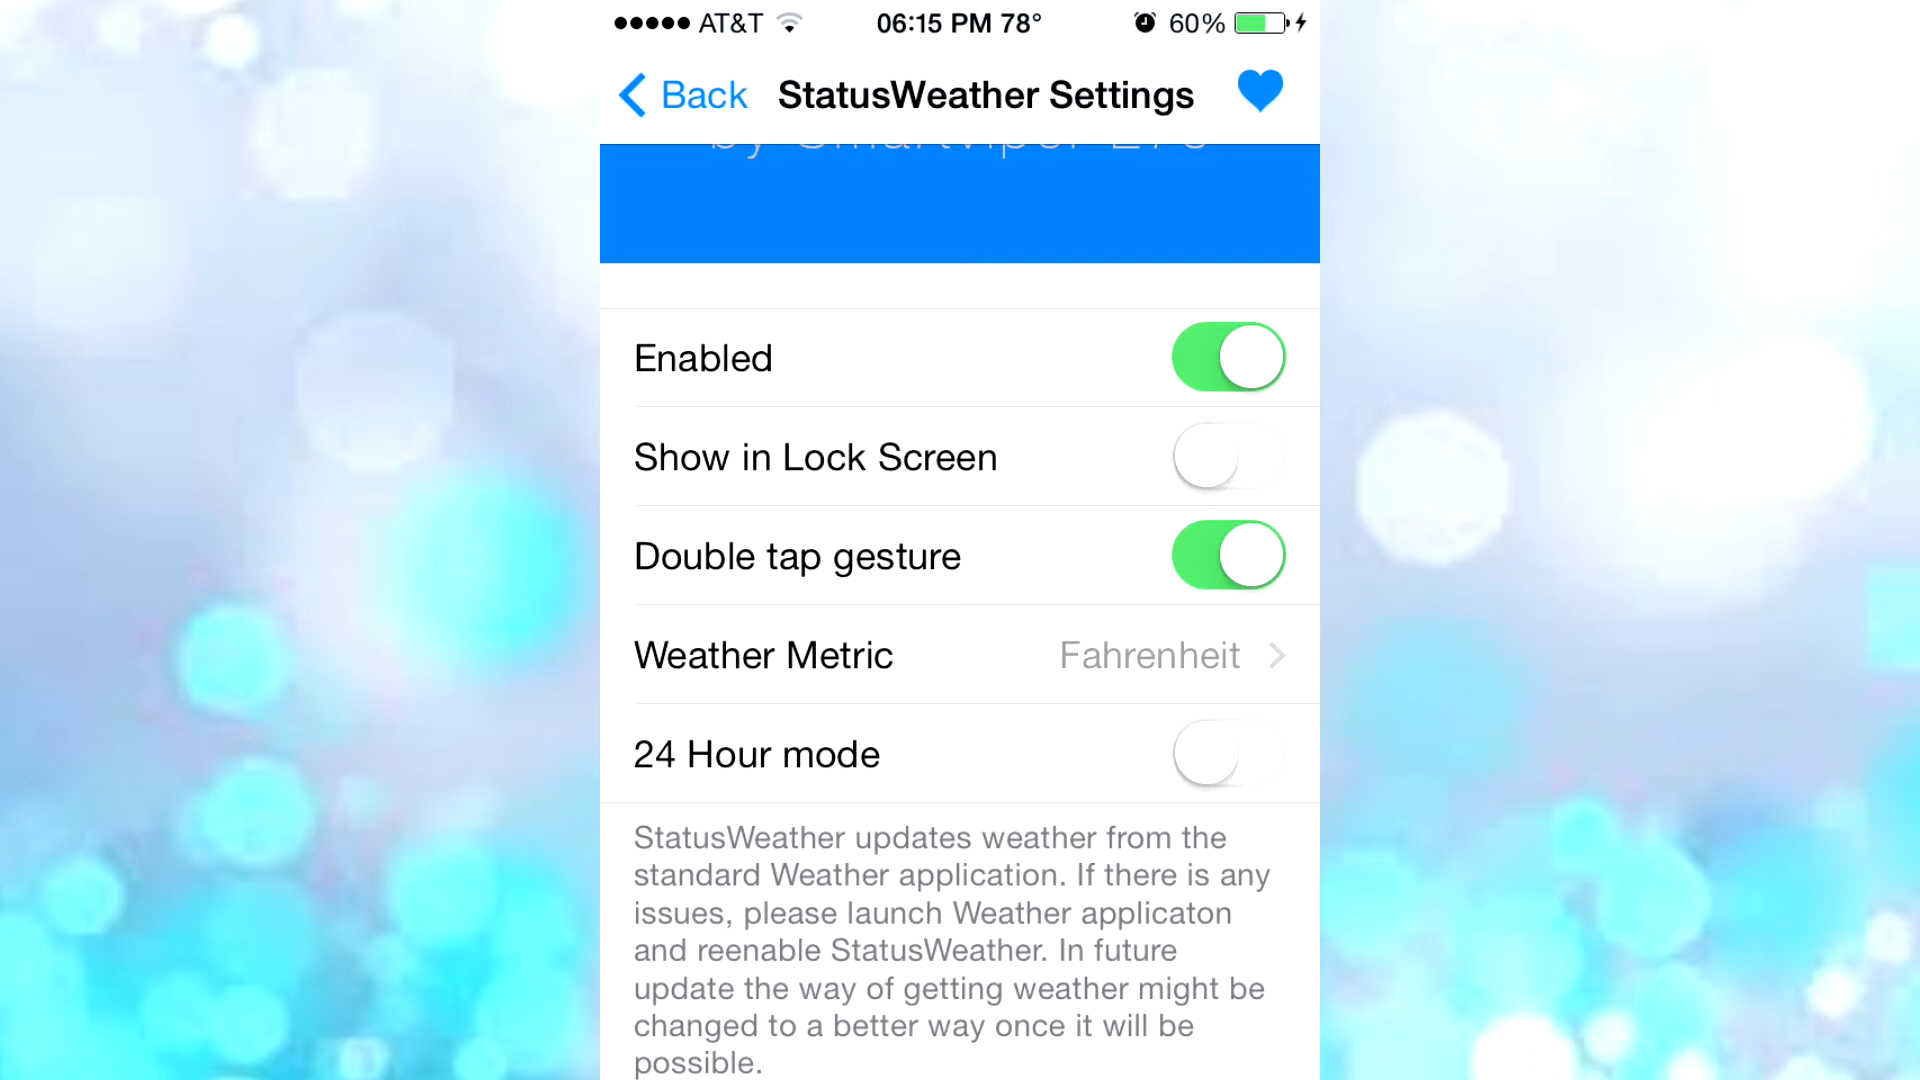 AT&T 06:15 PM 78° 60%
Back StatusWeather Settings
Enabled
Show in Lock Screen
Double tap gesture
Weather Metric Fahrenheit
24 Hour mode
StatusWeather updates weather from the
standard Weather application. If there is any
issues, please launch Weather applicaton
and reenable StatusWeather. In future
update the way of getting weather might be
changed to a better way once it will be
possible.